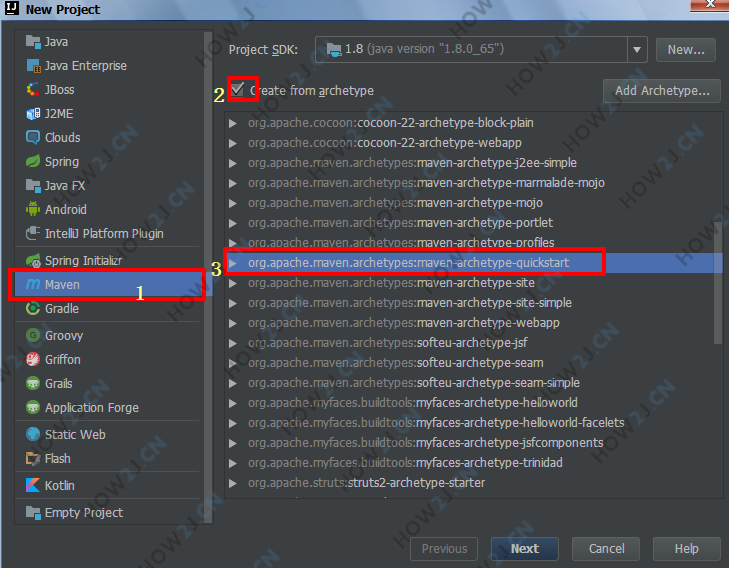 New Project
Java
Java Enterprise
JBoss
J2ME
Clouds
Spring
Java FX
Android
IntelliJ Platform Plugin
Spring Initializr
Maven
1
Gradle
Groovy
Griffon
Grails
Application Forge
Static Web
Flash
Kotlin
Empty Project
Project SDK: 1.8 (java version "1.8.0_65") New...
2 Create from archetype Add Archetype...
org.apache.cocoon:cocoon-22-archetype-block-plain
org.apache.cocoon:cocoon-22-archetype-webapp
org.apache.maven.archetypes:maven-archetype-j2ee-simple
org.apache.maven.archetypes:maven-archetype-marmalade-mojo
org.apache.maven.archetypes:maven-archetype-mojo
org.apache.maven.archetypes:maven-archetype-portlet
org.apache.maven.archetypes:maven-archetype-profiles
3 org.apache.maven.archetypes:maven-archetype-quickstart
org.apache.maven.archetypes:maven-archetype-site
org.apache.maven.archetypes:maven-archetype-site-simple
org.apache.maven.archetypes:maven-archetype-webapp
org.apache.maven.archetypes:softeu-archetype-jsf
org.apache.maven.archetypes:softeu-archetype-seam
org.apache.maven.archetypes:softeu-archetype-seam-simple
org.apache.myfaces.buildtools:myfaces-archetype-helloworld
org.apache.myfaces.buildtools:myfaces-archetype-helloworld-facelets
org.apache.myfaces.buildtools:myfaces-archetype-jsfcomponents
org.apache.myfaces.buildtools:myfaces-archetype-trinidad
org.apache.struts:struts2-archetype-starter
Previous Next Cancel Help
HOW2J.CN